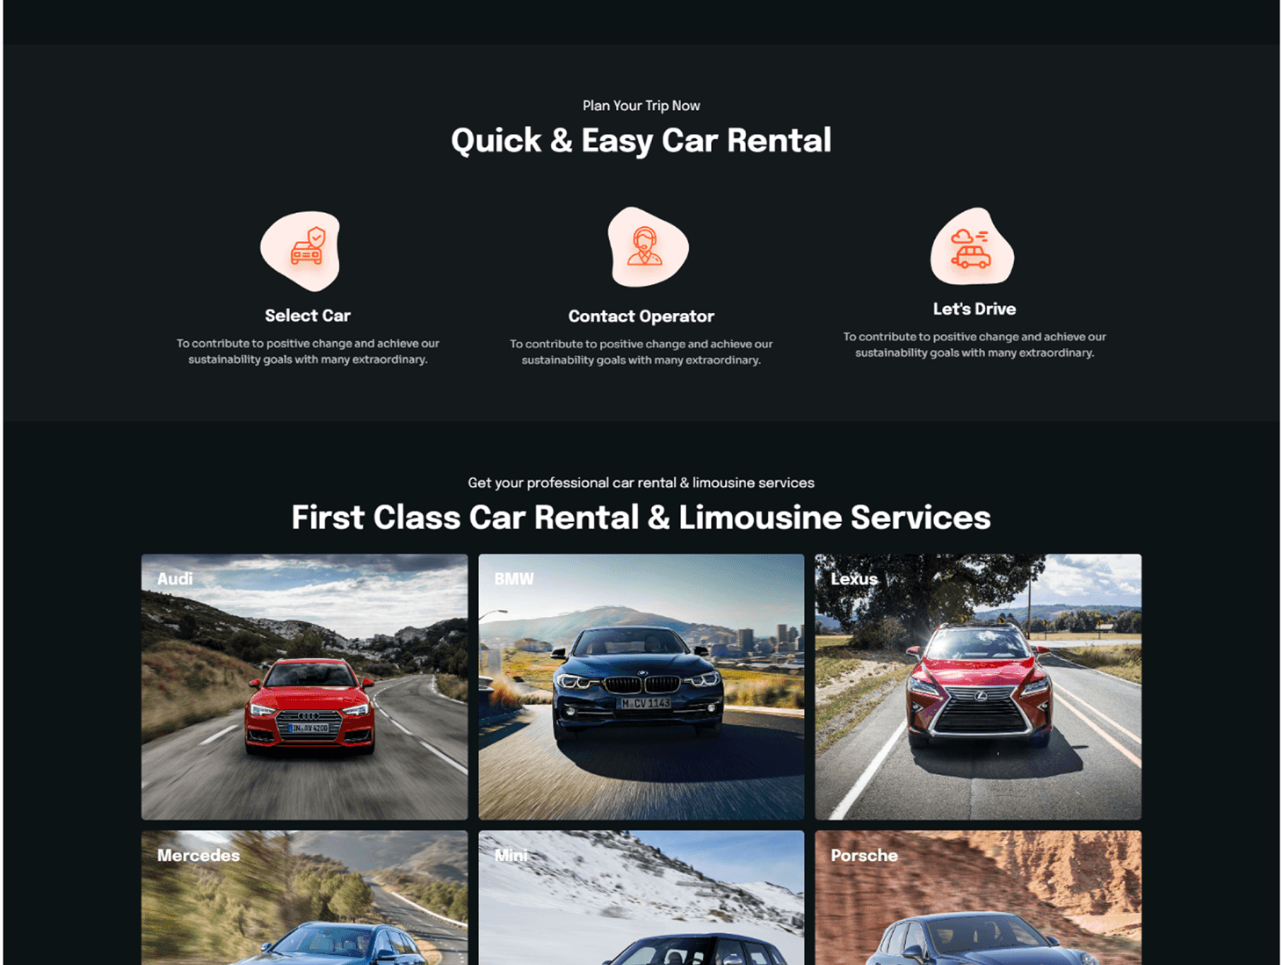 Plan Your Trip Now
Quick & Easy Car Rental
Select Car
To contribute to positive change and achieve our
sustainability goals with many extraordinary.
Contact Operator
To contribute to positive change and achieve our
sustainability goals with many extraordinary.
Let's Drive
To contribute to positive change and achieve our
sustainability goals with many extraordinary.
Get your professional car rental & limousine services
First Class Car Rental & Limousine Services
Audi
BMW
Lexus
M CV 1143
Mercedes
Mini
Porsche